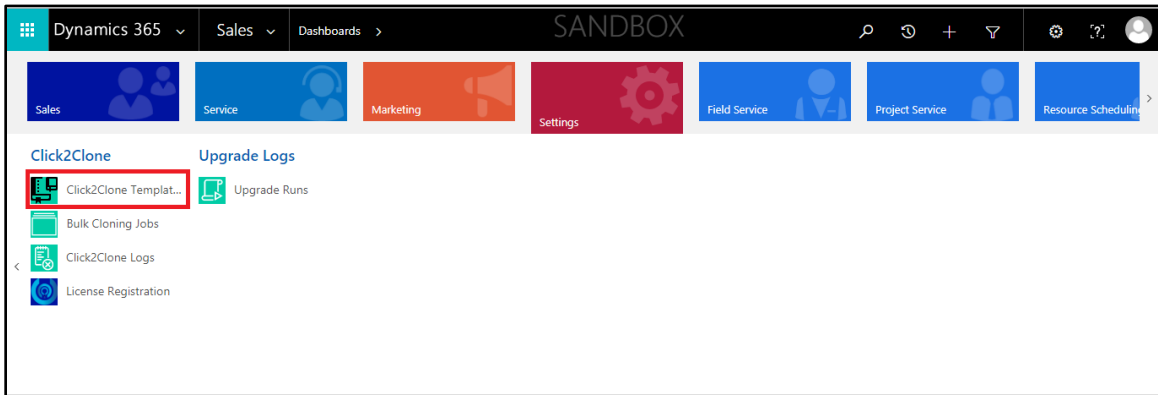 Dynamics 365 Sales Dashboards > SANDBOX
Sales Service Marketing Settings Field Service Project Service Resource Scheduling
Click2Clone Upgrade Logs
Click2Clone Templat... Upgrade Runs
Bulk Cloning Jobs
Click2Clone Logs
License Registration